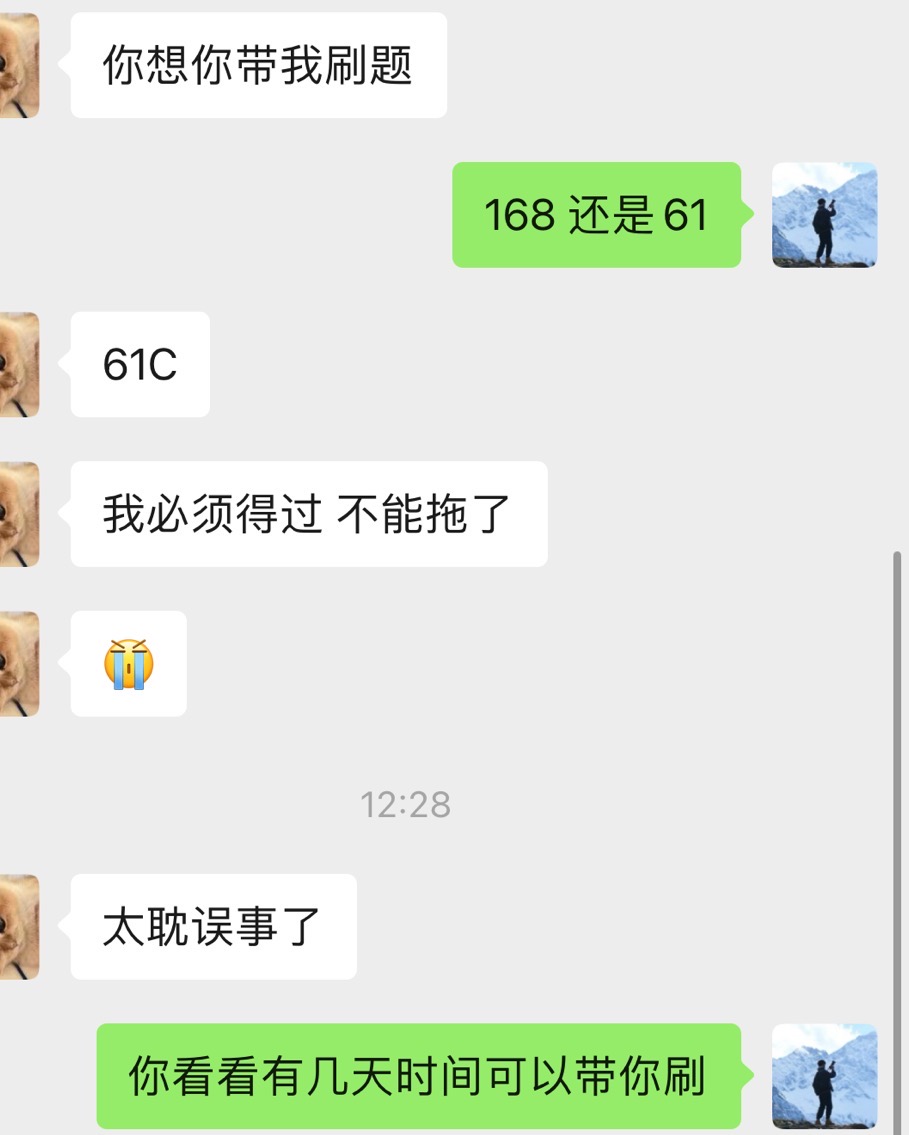 你想你带我刷题
168 还是 61
61C
我必须得过 不能拖了
😭
12:28
太耽误事了
你看看有几天时间可以带你刷